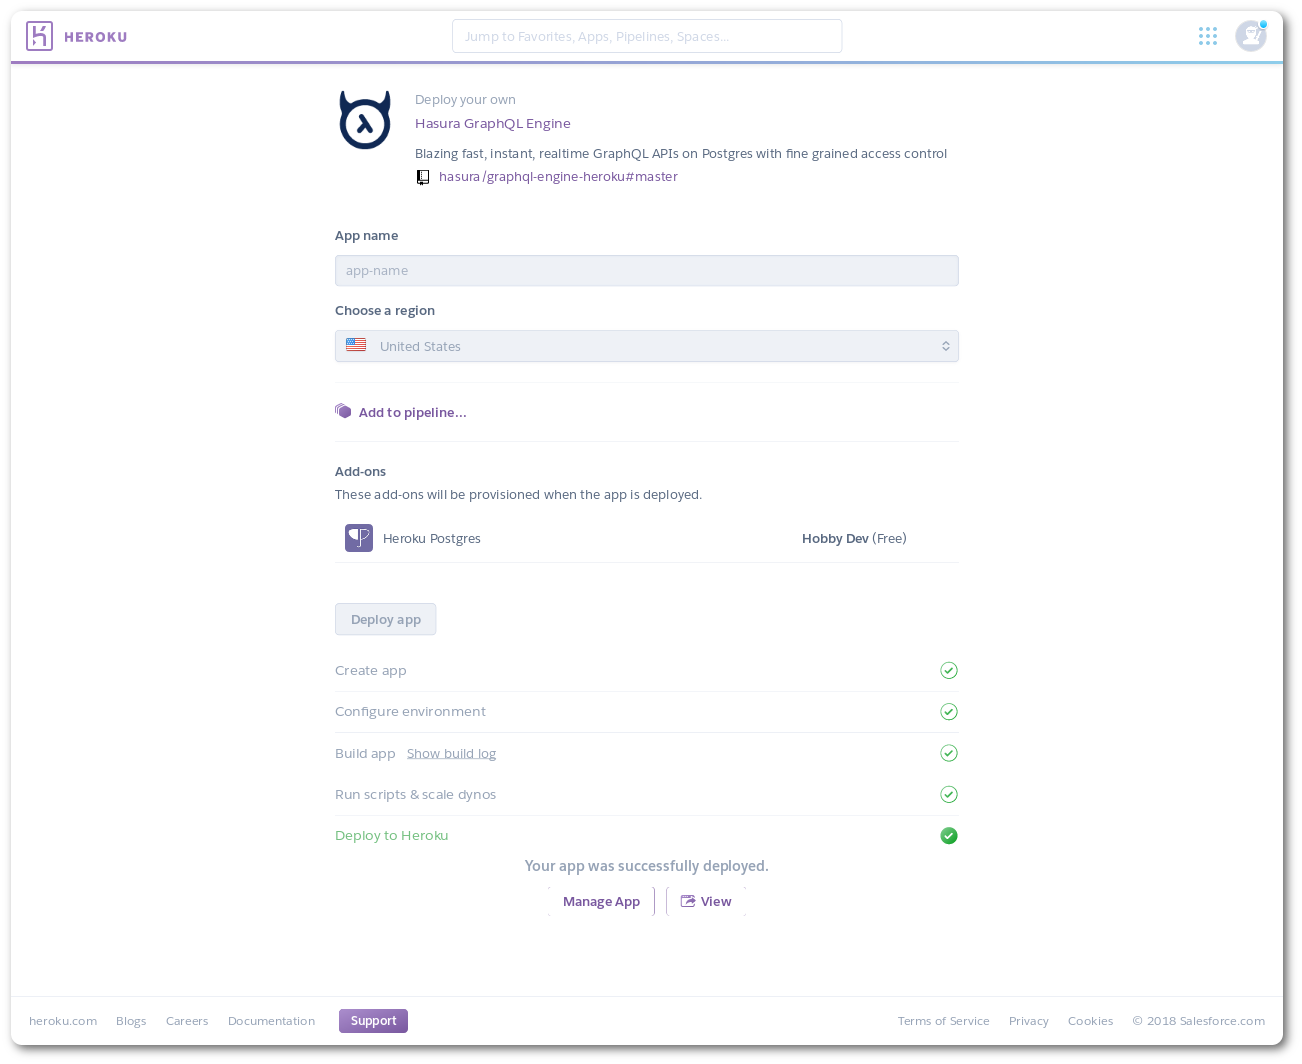 HEROKU
Jump to Favorites, Apps, Pipelines, Spaces...
Deploy your own
Hasura GraphQL Engine
Blazing fast, instant, realtime GraphQL APIs on Postgres with fine grained access control
hasura/graphql-engine-heroku#master
App name
app-name
Choose a region
United States
Add to pipeline...
Add-ons
These add-ons will be provisioned when the app is deployed.
Heroku Postgres Hobby Dev (Free)
Deploy app
Create app
Configure environment
Build app Show build log
Run scripts & scale dynos
Deploy to Heroku
Your app was successfully deployed.
Manage App View
heroku.com Blogs Careers Documentation Support Terms of Service Privacy Cookies © 2018 Salesforce.com